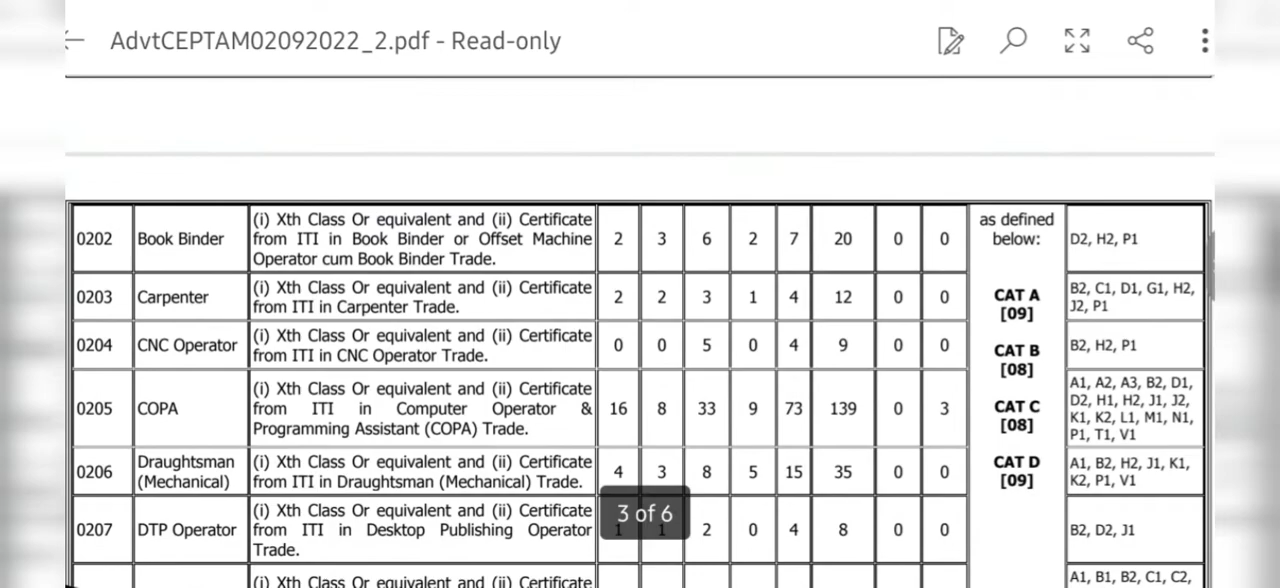 AdvtCEPTAM02092022_2.pdf - Read-only
0202 Book Binder (i) Xth Class Or equivalent and (ii) Certificate from ITI in Book Binder or Offset Machine Operator cum Book Binder Trade. 2 3 6 2 7 20 0 0 as defined below: D2, H2, P1
0203 Carpenter (i) Xth Class Or equivalent and (ii) Certificate from ITI in Carpenter Trade. 2 2 3 1 4 12 0 0 CAT A [09] B2, C1, D1, G1, H2, J2, P1
0204 CNC Operator (i) Xth Class Or equivalent and (ii) Certificate from ITI in CNC Operator Trade. 0 0 5 0 4 9 0 0 CAT B [08] B2, H2, P1
0205 COPA (i) Xth Class Or equivalent and (ii) Certificate from ITI in Computer Operator & Programming Assistant (COPA) Trade. 16 8 33 9 73 139 0 3 CAT C [08] A1, A2, A3, B2, D1, D2, H1, H2, J1, J2, K1, K2, L1, M1, N1, P1, T1, V1
0206 Draughtsman (Mechanical) (i) Xth Class Or equivalent and (ii) Certificate from ITI in Draughtsman (Mechanical) Trade. 4 3 8 5 15 35 0 0 CAT D [09] A1, B2, H2, J1, K1, K2, P1, V1
3 of 6
0207 DTP Operator (i) Xth Class Or equivalent and (ii) Certificate from ITI in Desktop Publishing Operator Trade. 1 1 2 0 4 8 0 0 B2, D2, J1
(i) Xth Class Or equivalent and (ii) Certificate A1, B1, B2, C1, C2,